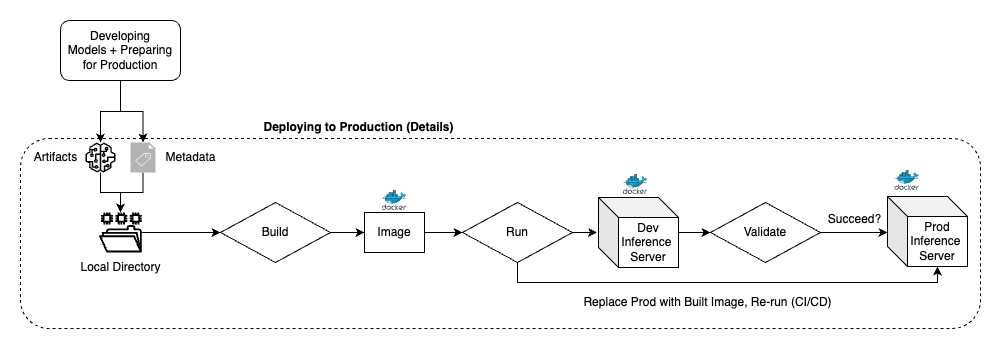 Developing
Models + Preparing
for Production
Deploying to Production (Details)
Artifacts
Metadata
Local Directory
Build
docker
Image
Run
docker
Dev
Inference
Server
Validate
Succeed?
docker
Prod
Inference
Server
Replace Prod with Built Image, Re-run (CI/CD)